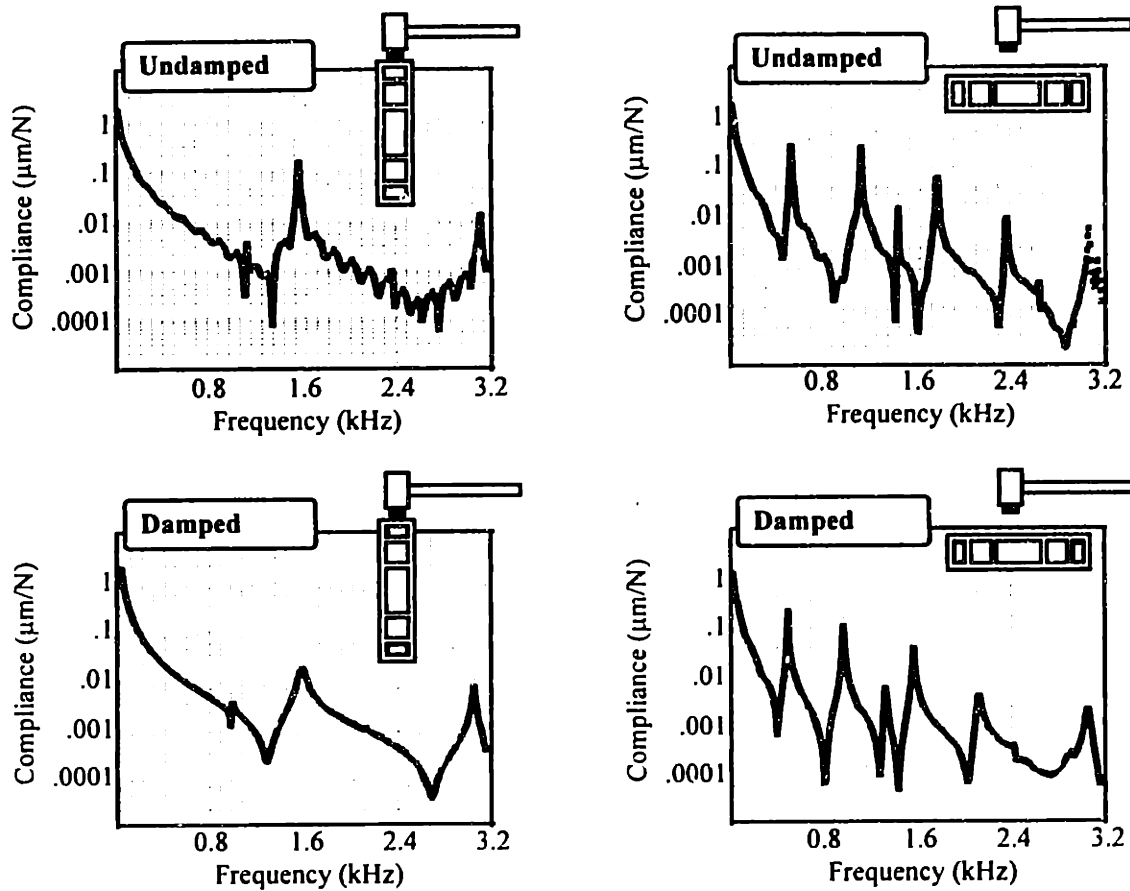 Undamped
Compliance (μm/N)
1
.1
.01
.001
.0001
0.8 1.6 2.4 3.2
Frequency (kHz)
Undamped
Compliance (μm/N)
1
.1
.01
.001
.0001
0.8 1.6 2.4 3.2
Frequency (kHz)
Damped
Compliance (μm/N)
1
.1
.01
.001
.0001
0.8 1.6 2.4 3.2
Frequency (kHz)
Damped
Compliance (μm/N)
1
.1
.01
.001
.0001
0.8 1.6 2.4 3.2
Frequency (kHz)